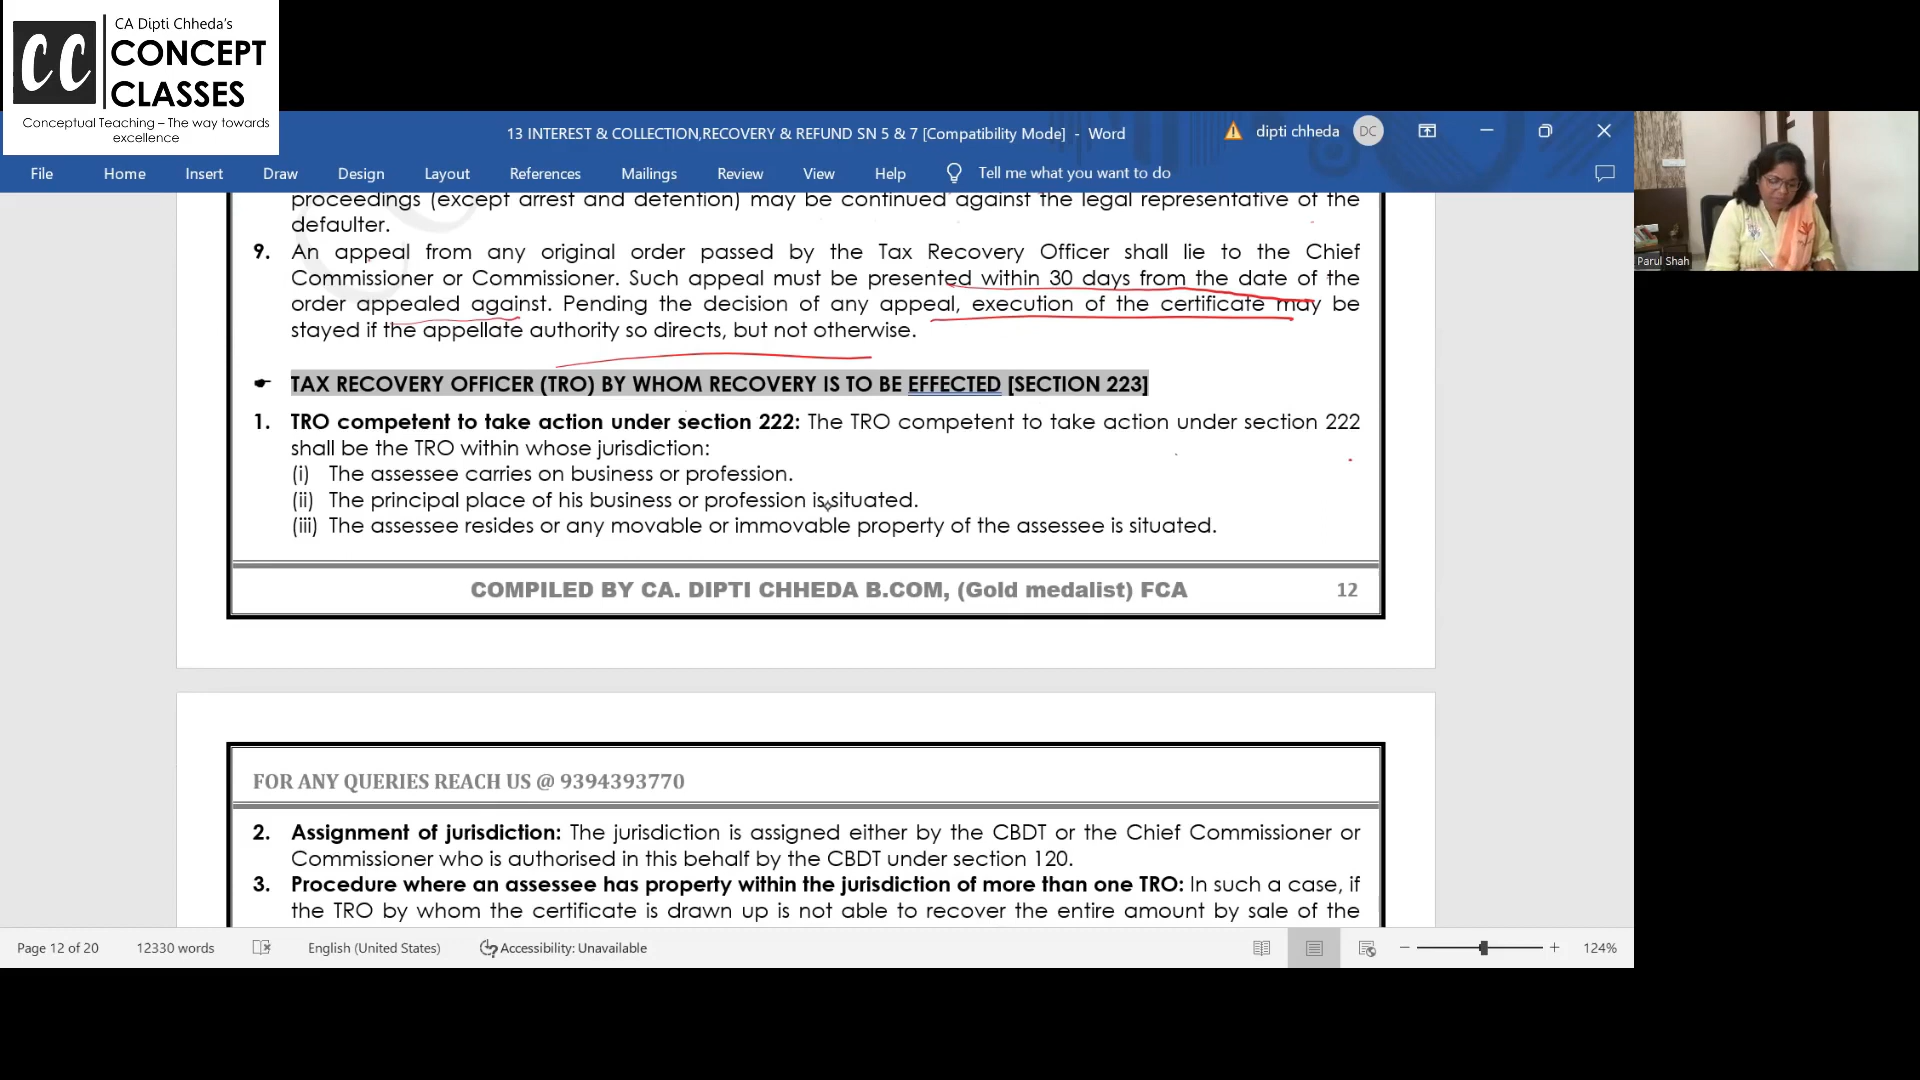 CA Dipti Chheda's
CC CONCEPT
CLASSES
Conceptual Teaching – The way towards
excellence
13 INTEREST & COLLECTION,RECOVERY & REFUND SN 5 & 7 [Compatibility Mode] - Word
dipti chheda
DC
File Home Insert Draw Design Layout References Mailings Review View Help Tell me what you want to do
proceedings (except arrest and detention) may be continued against the legal representative of the
defaulter.
9. An appeal from any original order passed by the Tax Recovery Officer shall lie to the Chief
Commissioner or Commissioner. Such appeal must be presented within 30 days from the date of the
order appealed against. Pending the decision of any appeal, execution of the certificate may be
stayed if the appellate authority so directs, but not otherwise.
TAX RECOVERY OFFICER (TRO) BY WHOM RECOVERY IS TO BE EFFECTED [SECTION 223]
1. TRO competent to take action under section 222: The TRO competent to take action under section 222
shall be the TRO within whose jurisdiction:
(i) The assessee carries on business or profession.
(ii) The principal place of his business or profession is situated.
(iii) The assessee resides or any movable or immovable property of the assessee is situated.
COMPILED BY CA. DIPTI CHHEDA B.COM, (Gold medalist) FCA 12
FOR ANY QUERIES REACH US @ 9394393770
2. Assignment of jurisdiction: The jurisdiction is assigned either by the CBDT or the Chief Commissioner or
Commissioner who is authorised in this behalf by the CBDT under section 120.
3. Procedure where an assessee has property within the jurisdiction of more than one TRO: In such a case, if
the TRO by whom the certificate is drawn up is not able to recover the entire amount by sale of the
Page 12 of 20 12330 words English (United States) Accessibility: Unavailable 124%
Parul Shah